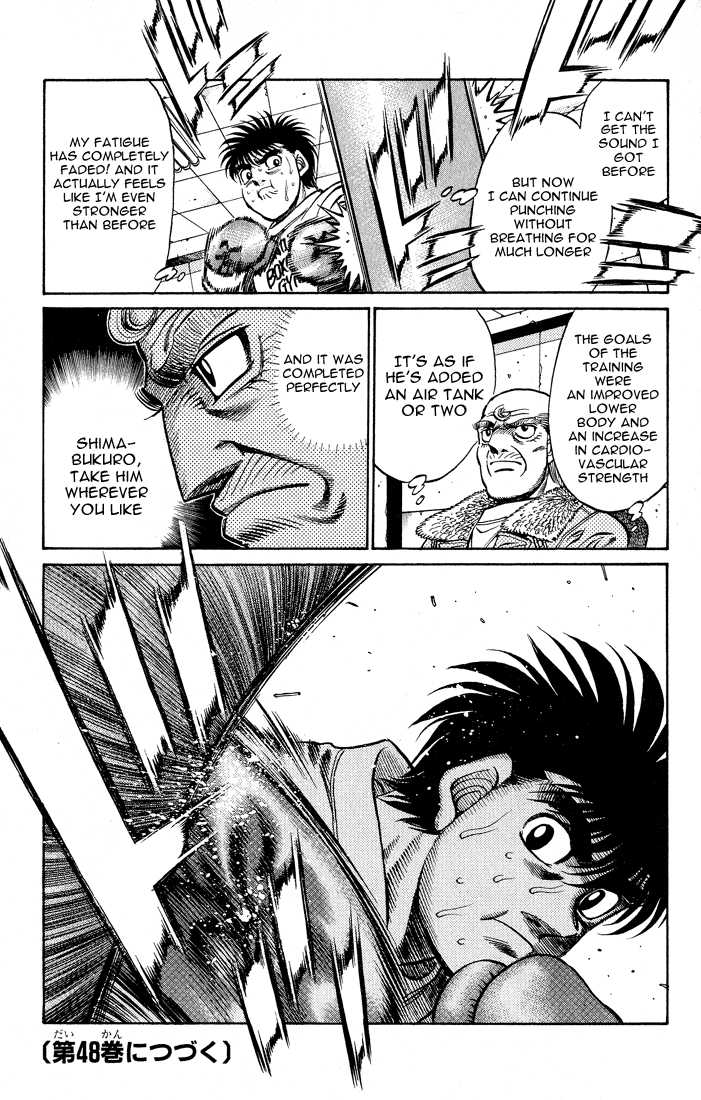 I CAN'T
GET THE
SOUND I
GOT
BEFORE
BUT NOW
I CAN CONTINUE
PUNCHING
WITHOUT
BREATHING FOR
MUCH LONGER
MY FATIGUE
HAS COMPLETELY
FADED! AND IT
ACTUALLY FEELS
LIKE I'M EVEN
STRONGER
THAN BEFORE
THE GOALS
OF THE
TRAINING
WERE
AN IMPROVED
LOWER
BODY AND
AN INCREASE
IN CARDIO-
VASCULAR
STRENGTH
IT'S AS IF
HE'S ADDED
AN AIR TANK
OR TWO
AND IT WAS
COMPLETED
PERFECTLY
SHIMA-
BUKURO,
TAKE HIM
WHEREVER
YOU LIKE
だい かん
〔第48巻につづく〕